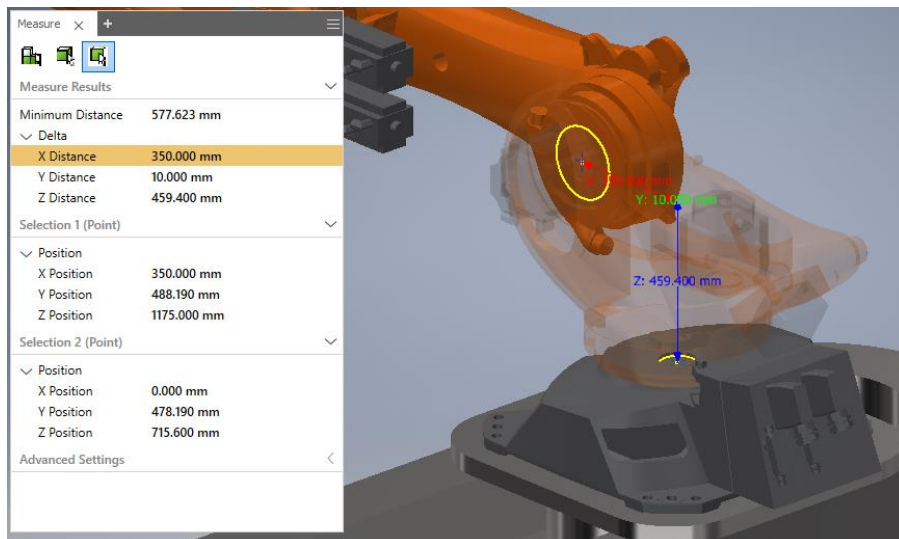 Measure × +
Measure Results
Minimum Distance 577.623 mm
Delta
X Distance 350.000 mm
Y Distance 10.000 mm
Z Distance 459.400 mm
Selection 1 (Point)
Position
X Position 350.000 mm
Y Position 488.190 mm
Z Position 1175.000 mm
Selection 2 (Point)
Position
X Position 0.000 mm
Y Position 478.190 mm
Z Position 715.600 mm
Advanced Settings
X: 350.000 mm
Y: 10.000 mm
Z: 459.400 mm